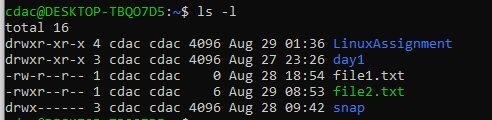 cdac@DESKTOP-TBQO7D5:~$ ls -l
total 16
drwxr-xr-x 4 cdac cdac 4096 Aug 29 01:36 LinuxAssignment
drwxr-xr-x 3 cdac cdac 4096 Aug 27 23:26 day1
-rw-r--r-- 1 cdac cdac    0 Aug 28 18:54 file1.txt
-rwxr-xr-x 1 cdac cdac    6 Aug 29 08:53 file2.txt
drwx------ 3 cdac cdac 4096 Aug 28 09:42 snap